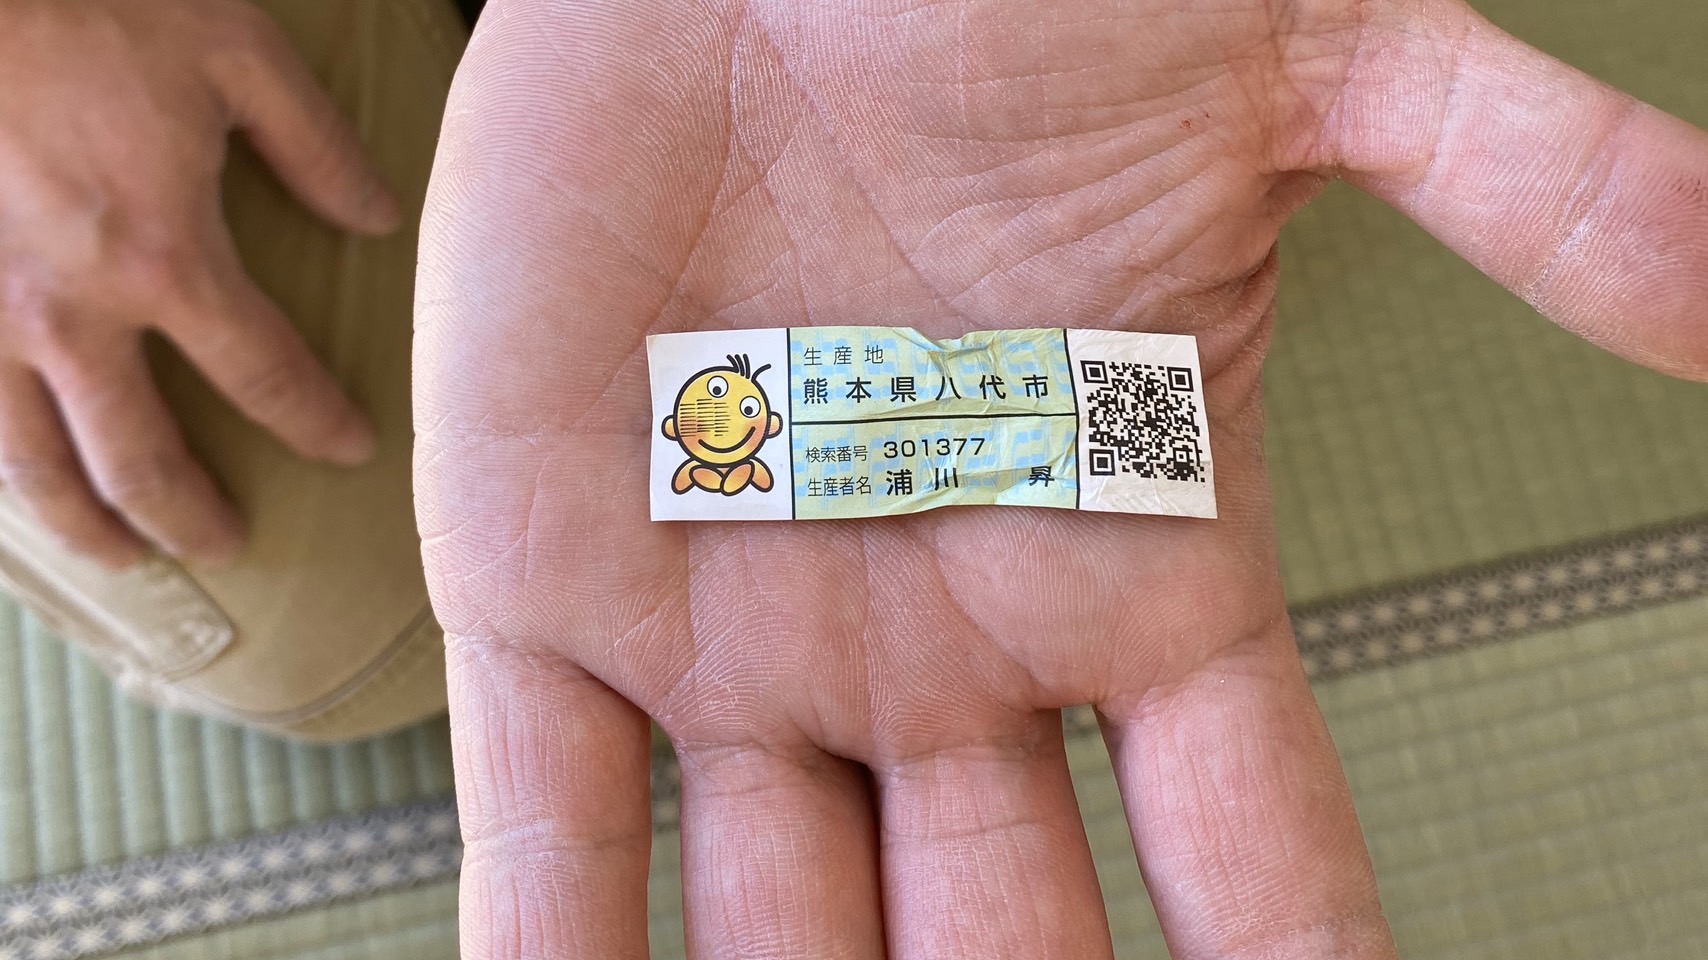 生産地
熊本県八代市
検索番号 301377
生産者名 浦川 昇